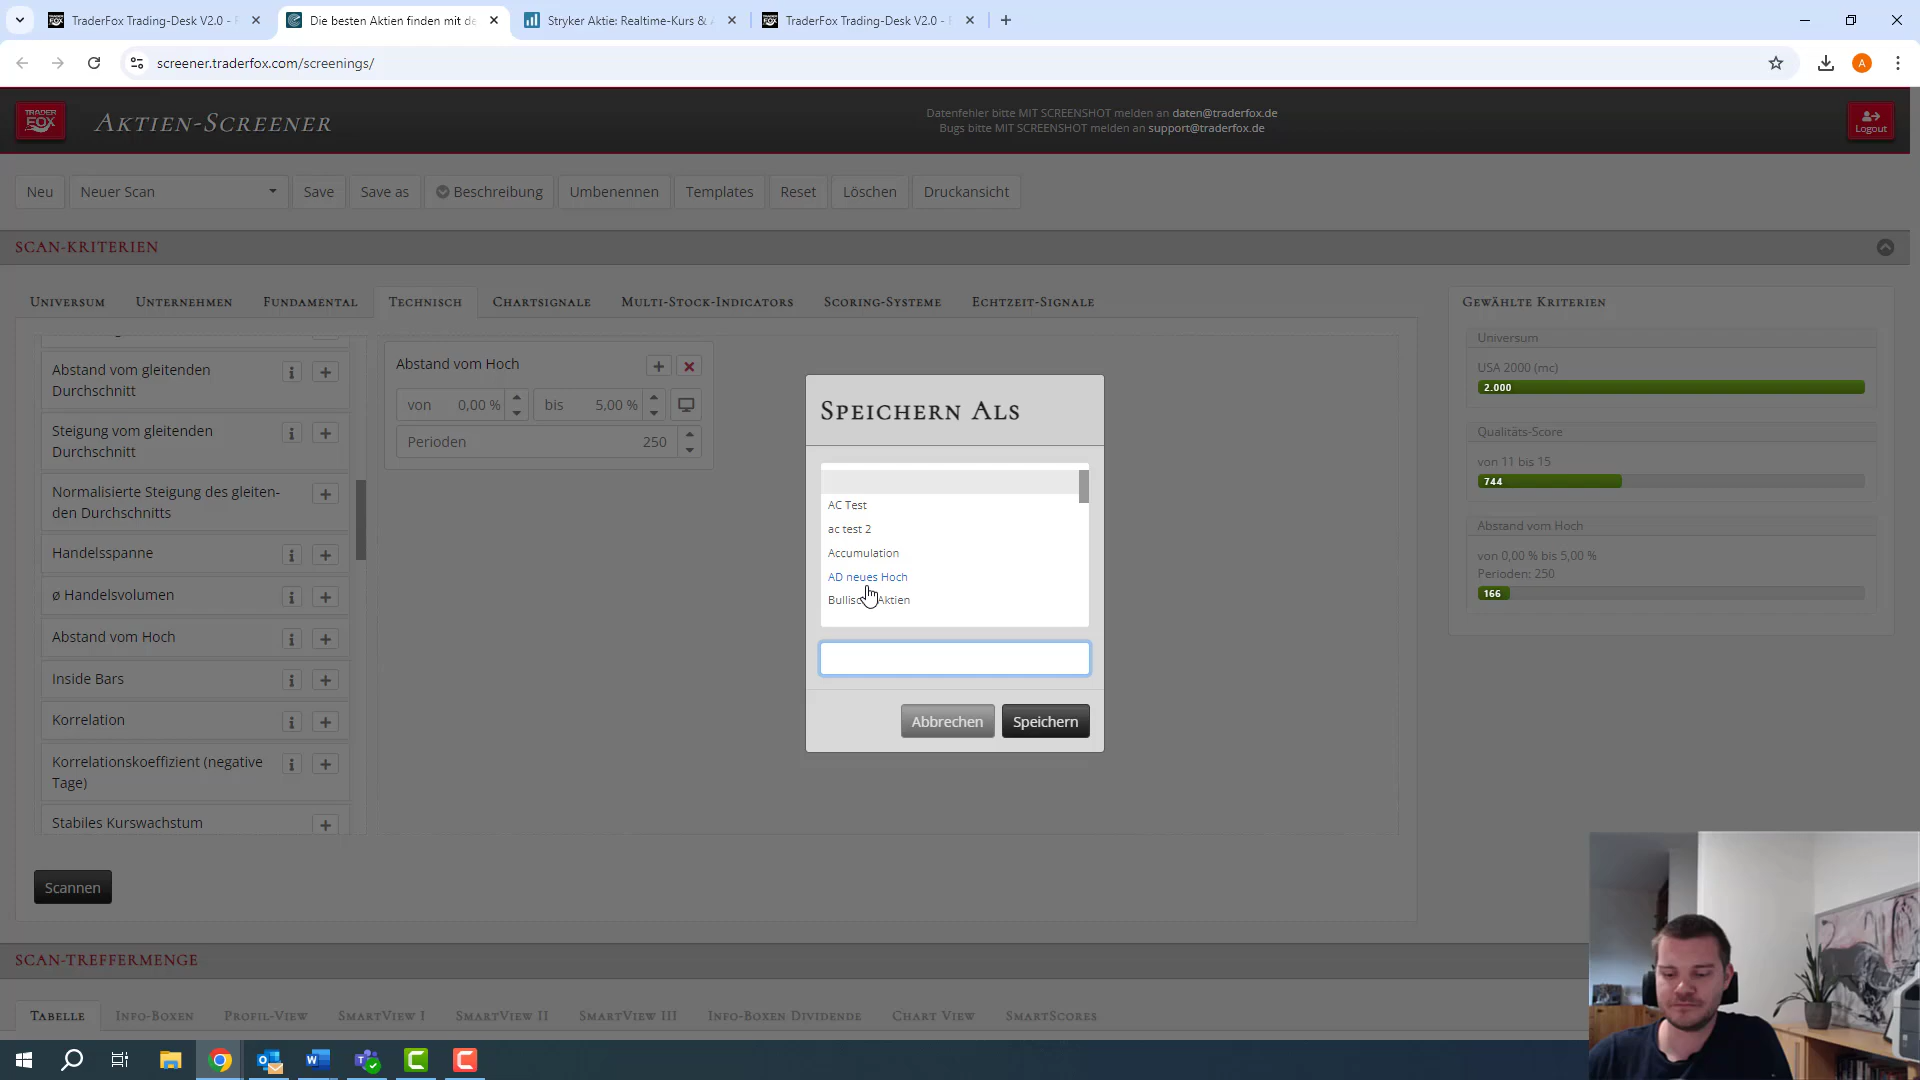 TraderFox Trading-Desk V2.0 -
Die besten Aktien finden mit de
Stryker Aktie: Realtime-Kurs &
TraderFox Trading-Desk V2.0 -
screener.traderfox.com/screenings/
A
TRADER
FOX
Aktien-Screener
Datenfehler bitte MIT SCREENSHOT melden an daten@traderfox.de
Bugs bitte MIT SCREENSHOT melden an support@traderfox.de
Logout
Neu
Neuer Scan
Save
Save as
Beschreibung
Umbenennen
Templates
Reset
Löschen
Druckansicht
SCAN-KRITERIEN
Universum
Unternehmen
Fundamental
Technisch
Chartsignale
Multi-Stock-Indicators
Scoring-Systeme
Echtzeit-Signale
Abstand vom gleitenden
Durchschnitt
Steigung vom gleitenden
Durchschnitt
Normalisierte Steigung des gleiten-
den Durchschnitts
Handelsspanne
ø Handelsvolumen
Abstand vom Hoch
Inside Bars
Korrelation
Korrelationskoeffizient (negative
Tage)
Stabiles Kurswachstum
Abstand vom Hoch
von 0,00 % bis 5,00 %
Perioden 250
Speichern Als
AC Test
ac test 2
Accumulation
AD neues Hoch
Aktien
Abbrechen
Speichern
Gewählte Kriterien
Universum
USA 2000 (mc)
2.000
Qualitäts-Score
von 11 bis 15
744
Abstand vom Hoch
von 0,00 % bis 5,00 %
Perioden: 250
166
Scannen
SCAN-TREFFERMENGE
Tabelle
Info-Boxen
Profil-View
SmartView I
SmartView II
SmartView III
Info-Boxen Dividende
Chart View
SmartScores